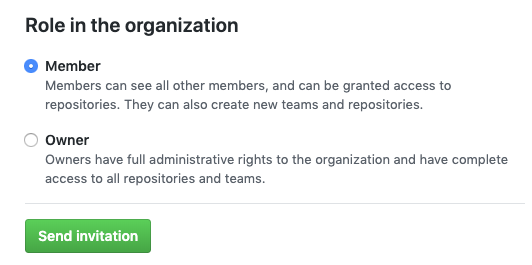 Role in the organization
Member
Members can see all other members, and can be granted access to
repositories. They can also create new teams and repositories.
Owner
Owners have full administrative rights to the organization and have complete
access to all repositories and teams.
Send invitation